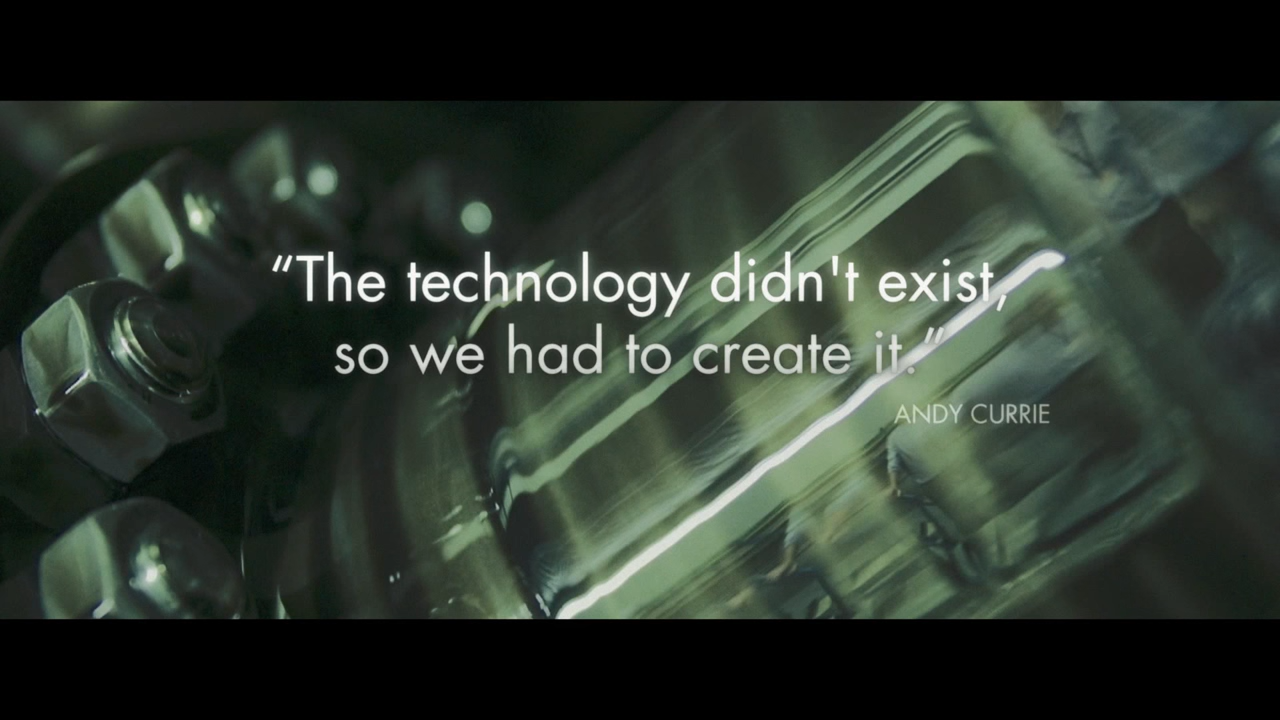 “The technology didn't exist,
so we had to create it.”
ANDY CURRIE